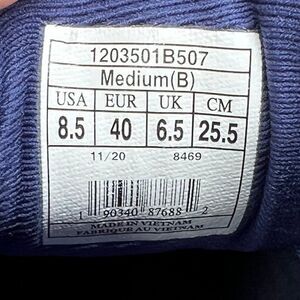 1203501B507
Medium(B)
USA EUR UK CM
8.5 40 6.5 25.5
11/20 8469
1 90340 87688 2
MADE IN VIETNAM
FABRIQUE AU VIETNAM